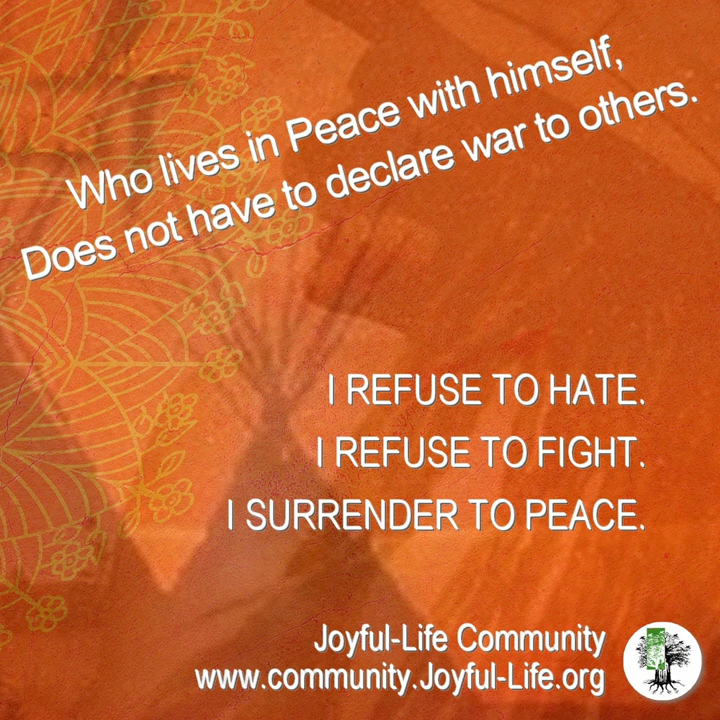 Who lives in Peace with himself,
Does not have to declare war to others.
I REFUSE TO HATE.
I REFUSE TO FIGHT.
I SURRENDER TO PEACE.
Joyful-Life Community
www.community.Joyful-Life.org